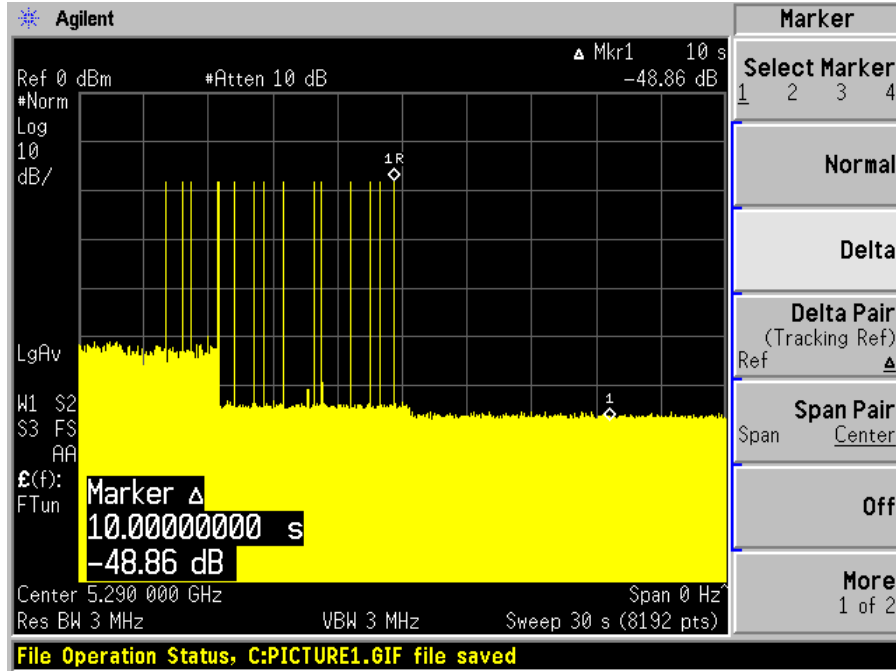 Agilent
Marker
Δ Mkr1 10 s
Ref 0 dBm #Atten 10 dB -48.86 dB
#Norm
Log
10
dB/
1R
LgAv
1
W1 S2
S3 FS
AA
£(f):
FTun
Marker Δ
10.00000000 s
-48.86 dB
Center 5.290 000 GHz Span 0 Hz^
Res BW 3 MHz VBW 3 MHz Sweep 30 s (8192 pts)
File Operation Status, C:PICTURE1.GIF file saved
Select Marker
1 2 3 4
Normal
Delta
Delta Pair
(Tracking Ref)
Ref Δ
Span Pair
Span Center
Off
More
1 of 2